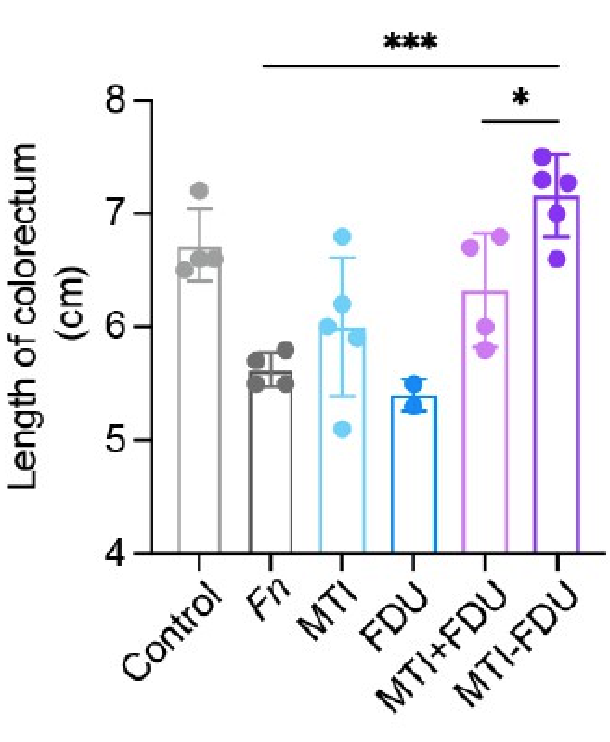 ***
*
Length of colorectum
(cm)
8
7
6
5
4
Control
Fn
MTI
FDU
MTI+FDU
MTI-FDU